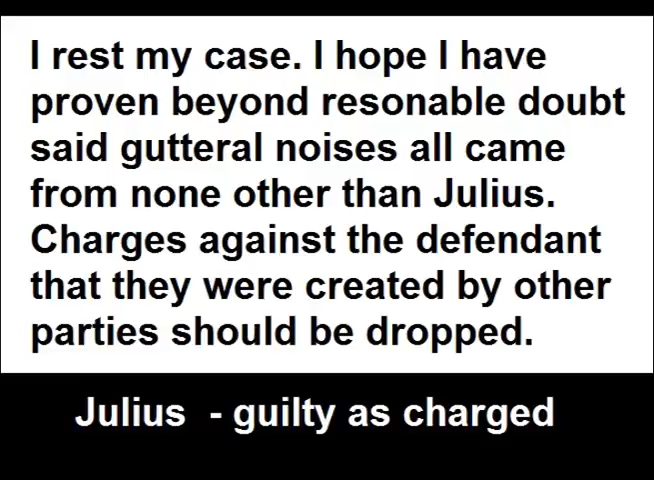 I rest my case. I hope I have
proven beyond resonable doubt
said gutteral noises all came
from none other than Julius.
Charges against the defendant
that they were created by other
parties should be dropped.
Julius - guilty as charged